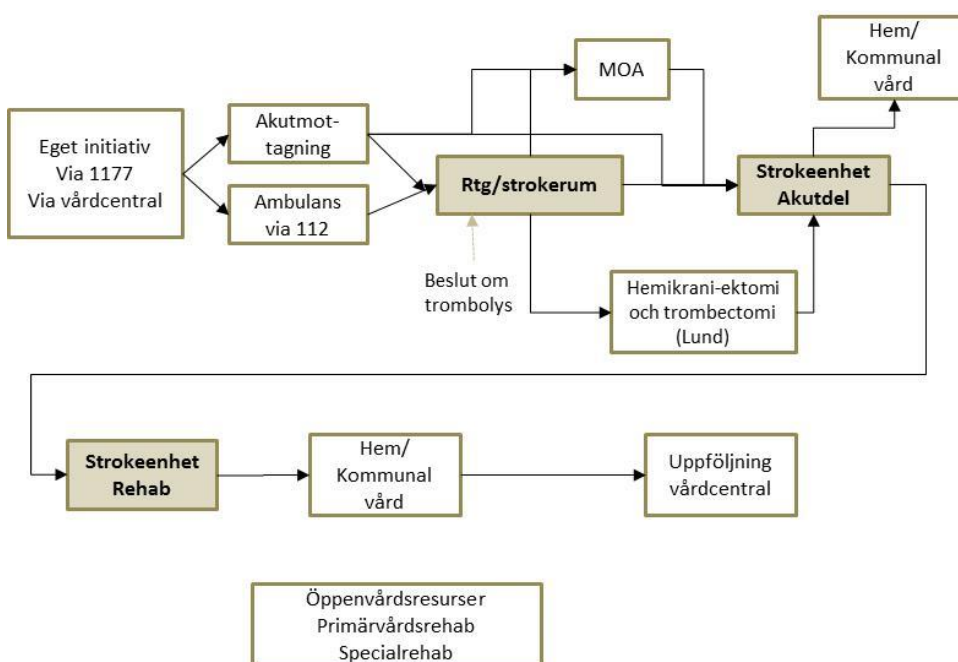 Hem/
Kommunal
vård
MOA
Eget initiativ
Via 1177
Via vårdcentral
Akutmot-
tagning
Ambulans
via 112
Rtg/strokerum
Strokeenhet
Akutdel
Beslut om
trombolys
Hemikrani-ektomi
och trombectomi
(Lund)
Strokeenhet
Rehab
Hem/
Kommunal
vård
Uppföljning
vårdcentral
Öppenvårdsresurser
Primärvårdsrehab
Specialrehab